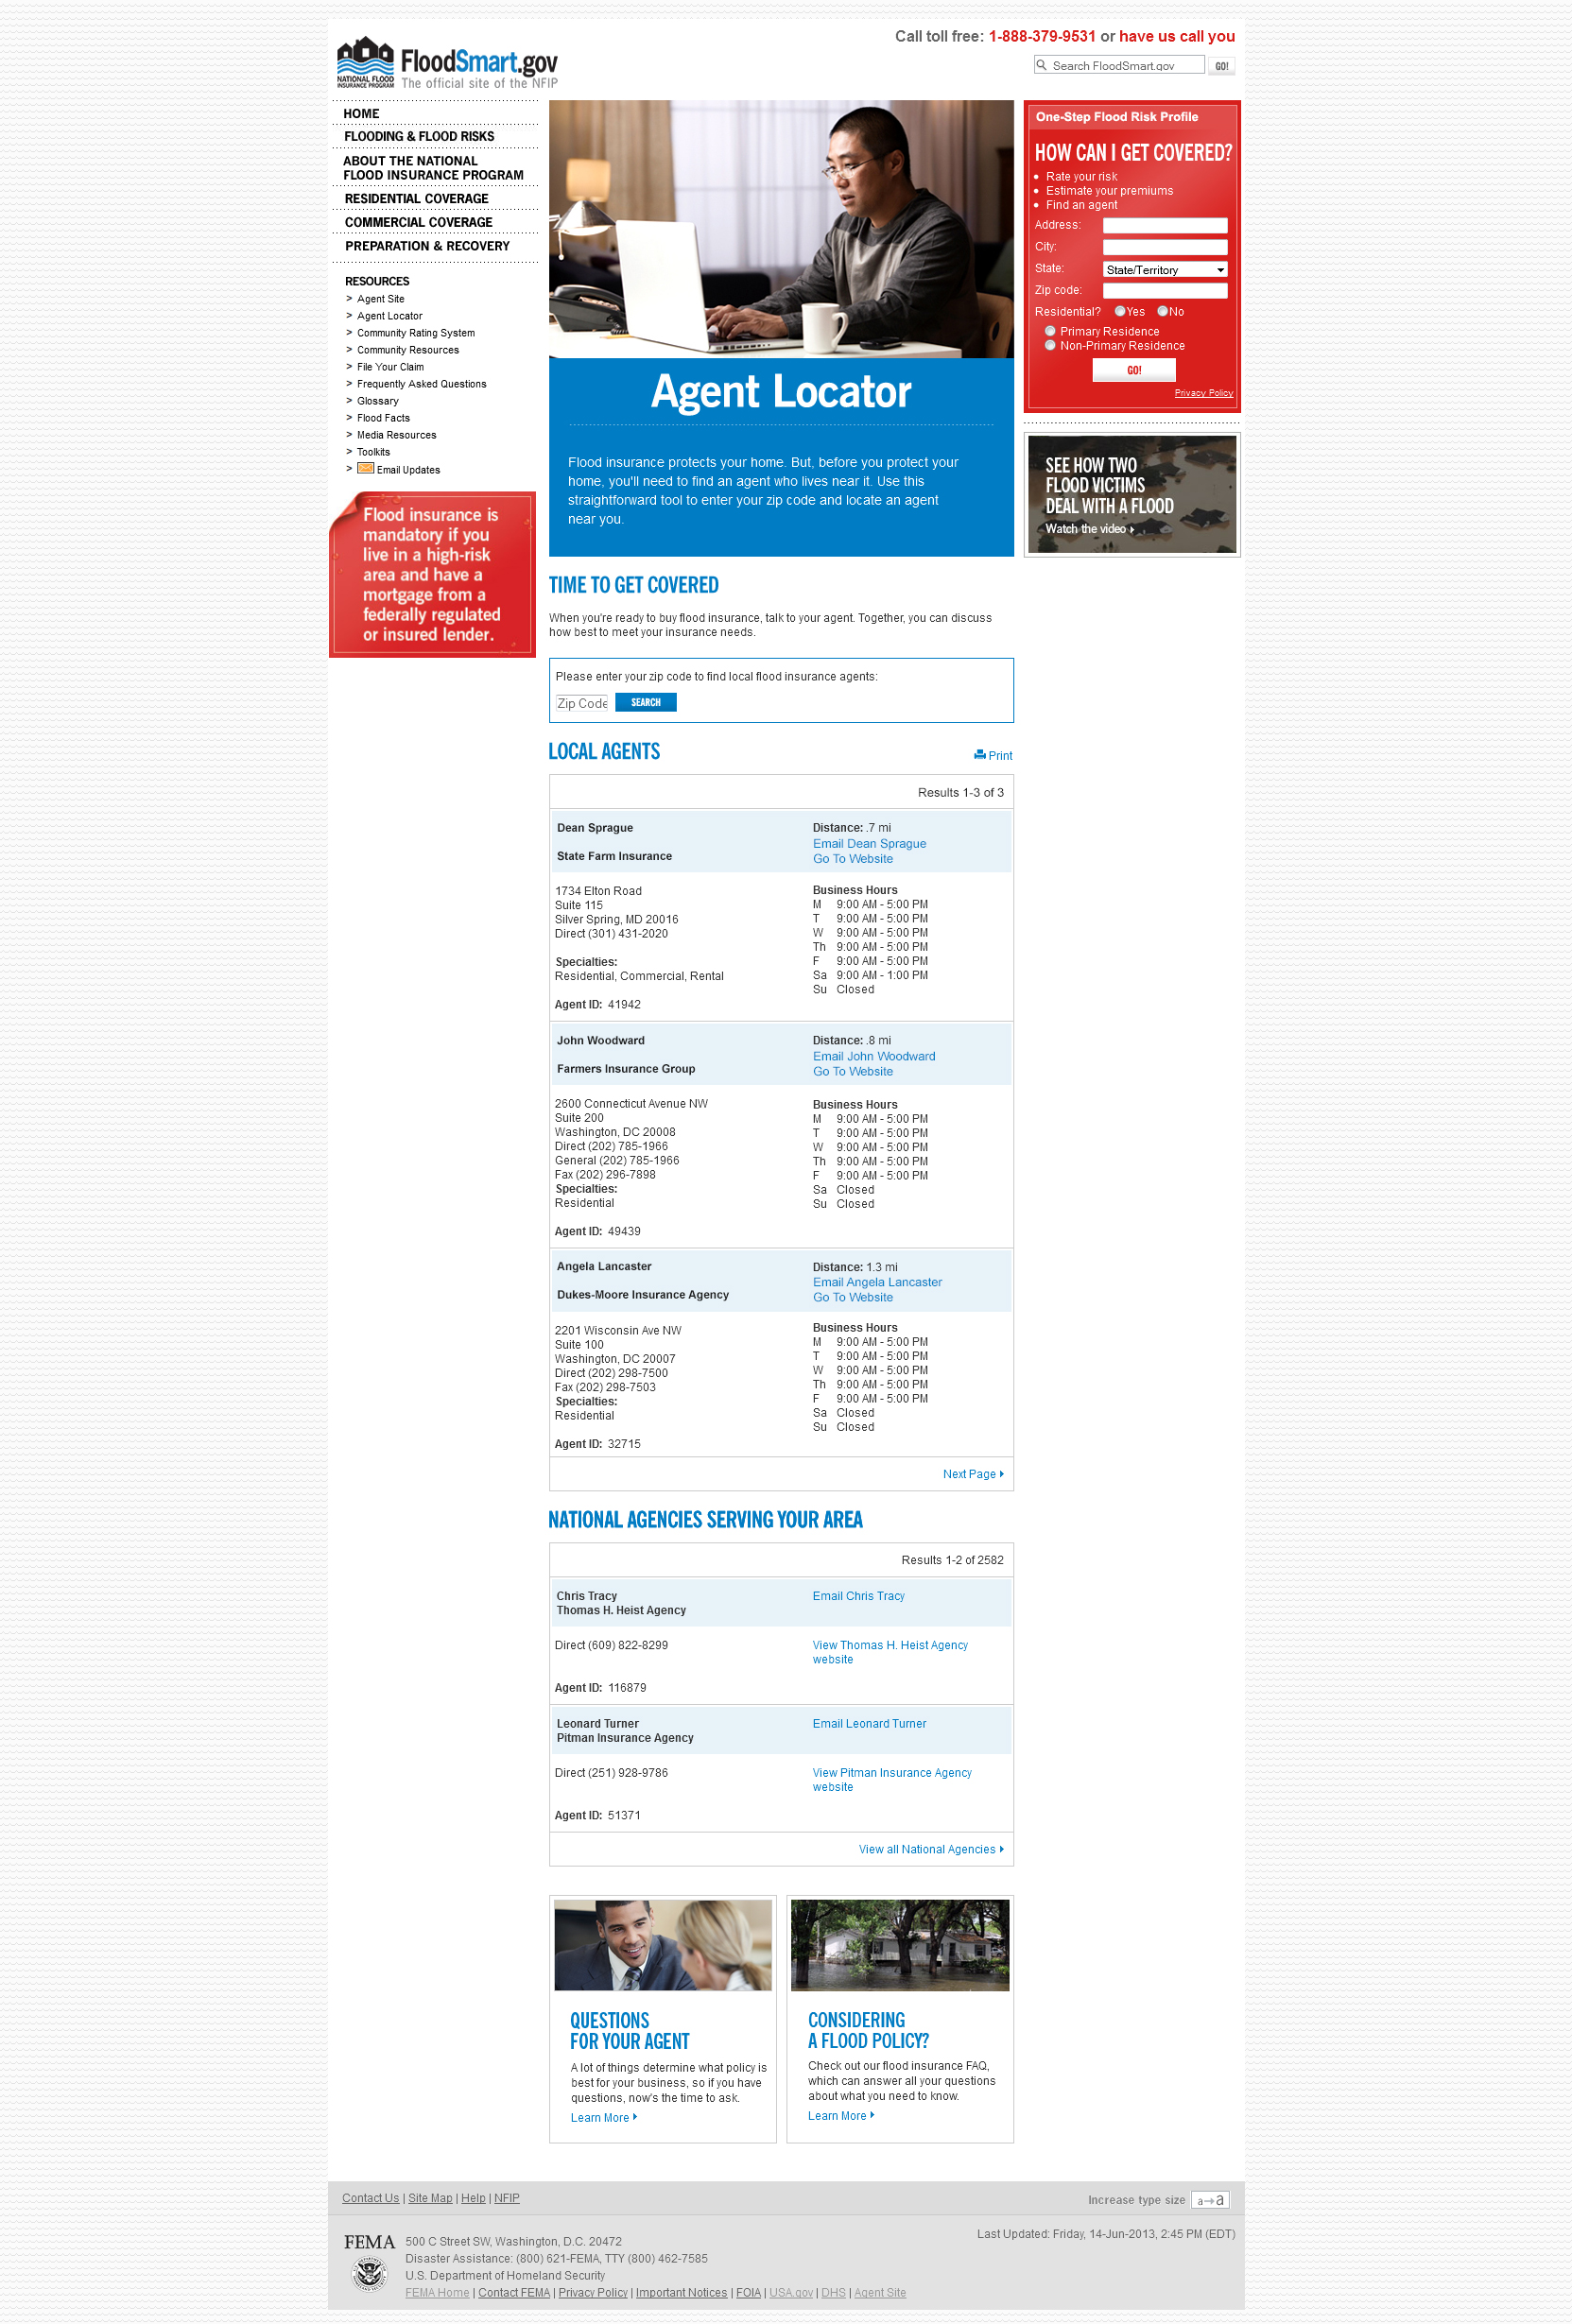 Call toll free: 1-888-379-9531 or have us call you
NATIONAL FLOOD
INSURANCE PROGRAM
FloodSmart.gov
The official site of the NFIP
Search FloodSmart.gov
GO!
HOME
FLOODING & FLOOD RISKS
ABOUT THE NATIONAL
FLOOD INSURANCE PROGRAM
RESIDENTIAL COVERAGE
COMMERCIAL COVERAGE
PREPARATION & RECOVERY
RESOURCES
> Agent Site
> Agent Locator
> Community Rating System
> Community Resources
> File Your Claim
> Frequently Asked Questions
> Glossary
> Flood Facts
> Media Resources
> Toolkits
> Email Updates
Flood insurance is
mandatory if you
live in a high-risk
area and have a
mortgage from a
federally regulated
or insured lender.
Agent Locator
Flood insurance protects your home. But, before you protect your
home, you'll need to find an agent who lives near it. Use this
straightforward tool to enter your zip code and locate an agent
near you.
One-Step Flood Risk Profile
HOW CAN I GET COVERED?
• Rate your risk
• Estimate your premiums
• Find an agent
Address:
City:
State: State/Territory
Zip code:
Residential? Yes No
Primary Residence
Non-Primary Residence
GO!
Privacy Policy
SEE HOW TWO
FLOOD VICTIMS
DEAL WITH A FLOOD
Watch the video
TIME TO GET COVERED
When you're ready to buy flood insurance, talk to your agent. Together, you can discuss
how best to meet your insurance needs.
Please enter your zip code to find local flood insurance agents:
Zip Code SEARCH
LOCAL AGENTS
Print
Results 1-3 of 3
Dean Sprague
State Farm Insurance
Distance: .7 mi
Email Dean Sprague
Go To Website
1734 Elton Road
Suite 115
Silver Spring, MD 20016
Direct (301) 431-2020
Specialties:
Residential, Commercial, Rental
Agent ID: 41942
Business Hours
M 9:00 AM - 5:00 PM
T 9:00 AM - 5:00 PM
W 9:00 AM - 5:00 PM
Th 9:00 AM - 5:00 PM
F 9:00 AM - 5:00 PM
Sa 9:00 AM - 1:00 PM
Su Closed
John Woodward
Farmers Insurance Group
Distance: .8 mi
Email John Woodward
Go To Website
2600 Connecticut Avenue NW
Suite 200
Washington, DC 20008
Direct (202) 785-1966
General (202) 785-1966
Fax (202) 296-7898
Specialties:
Residential
Agent ID: 49439
Business Hours
M 9:00 AM - 5:00 PM
T 9:00 AM - 5:00 PM
W 9:00 AM - 5:00 PM
Th 9:00 AM - 5:00 PM
F 9:00 AM - 5:00 PM
Sa Closed
Su Closed
Angela Lancaster
Dukes-Moore Insurance Agency
Distance: 1.3 mi
Email Angela Lancaster
Go To Website
2201 Wisconsin Ave NW
Suite 100
Washington, DC 20007
Direct (202) 298-7500
Fax (202) 298-7503
Specialties:
Residential
Agent ID: 32715
Business Hours
M 9:00 AM - 5:00 PM
T 9:00 AM - 5:00 PM
W 9:00 AM - 5:00 PM
Th 9:00 AM - 5:00 PM
F 9:00 AM - 5:00 PM
Sa Closed
Su Closed
Next Page
NATIONAL AGENCIES SERVING YOUR AREA
Results 1-2 of 2582
Chris Tracy
Thomas H. Heist Agency
Email Chris Tracy
Direct (609) 822-8299
View Thomas H. Heist Agency
website
Agent ID: 116879
Leonard Turner
Pitman Insurance Agency
Email Leonard Turner
Direct (251) 928-9786
View Pitman Insurance Agency
website
Agent ID: 51371
View all National Agencies
QUESTIONS
FOR YOUR AGENT
A lot of things determine what policy is
best for your business, so if you have
questions, now's the time to ask.
Learn More
CONSIDERING
A FLOOD POLICY?
Check out our flood insurance FAQ,
which can answer all your questions
about what you need to know.
Learn More
Contact Us | Site Map | Help | NFIP
Increase type size a→a
Last Updated: Friday, 14-Jun-2013, 2:45 PM (EDT)
FEMA
500 C Street SW, Washington, D.C. 20472
Disaster Assistance: (800) 621-FEMA, TTY (800) 462-7585
U.S. Department of Homeland Security
FEMA Home | Contact FEMA | Privacy Policy | Important Notices | FOIA | USA.gov | DHS | Agent Site